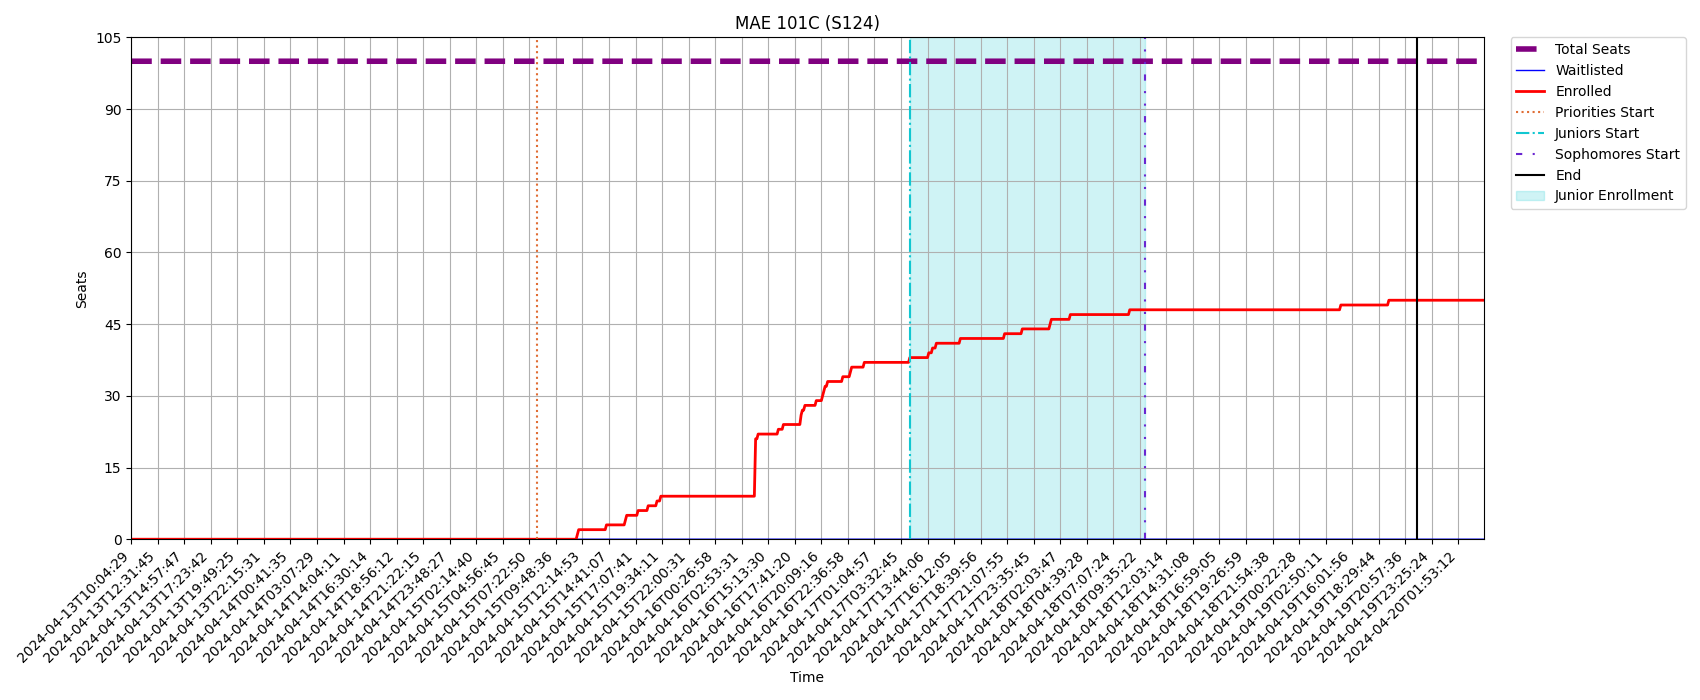 MAE 101C (S124)
105
90
75
60
45
30
15
0
Seats
2024-04-13T10:04:29
2024-04-13T12:31:45
2024-04-13T14:57:47
2024-04-13T17:23:42
2024-04-13T19:49:25
2024-04-13T22:15:31
2024-04-14T00:41:35
2024-04-14T03:07:29
2024-04-14T14:04:11
2024-04-14T16:30:14
2024-04-14T18:56:12
2024-04-14T21:22:15
2024-04-14T23:48:27
2024-04-15T02:14:40
2024-04-15T04:56:45
2024-04-15T07:22:50
2024-04-15T09:48:36
2024-04-15T12:14:53
2024-04-15T14:41:07
2024-04-15T17:07:41
2024-04-15T19:34:11
2024-04-15T22:00:31
2024-04-16T00:26:58
2024-04-16T02:53:31
2024-04-16T15:13:30
2024-04-16T17:41:20
2024-04-16T20:09:16
2024-04-16T22:36:58
2024-04-17T01:04:57
2024-04-17T03:32:45
2024-04-17T13:44:06
2024-04-17T16:12:05
2024-04-17T18:39:56
2024-04-17T21:07:55
2024-04-17T23:35:45
2024-04-18T02:03:47
2024-04-18T04:39:28
2024-04-18T07:07:24
2024-04-18T09:35:22
2024-04-18T12:03:14
2024-04-18T14:31:08
2024-04-18T16:59:05
2024-04-18T19:26:59
2024-04-18T21:54:38
2024-04-19T00:22:28
2024-04-19T02:50:11
2024-04-19T16:01:56
2024-04-19T18:29:44
2024-04-19T20:57:36
2024-04-19T23:25:24
2024-04-20T01:53:12
Time
Total Seats
Waitlisted
Enrolled
Priorities Start
Juniors Start
Sophomores Start
End
Junior Enrollment